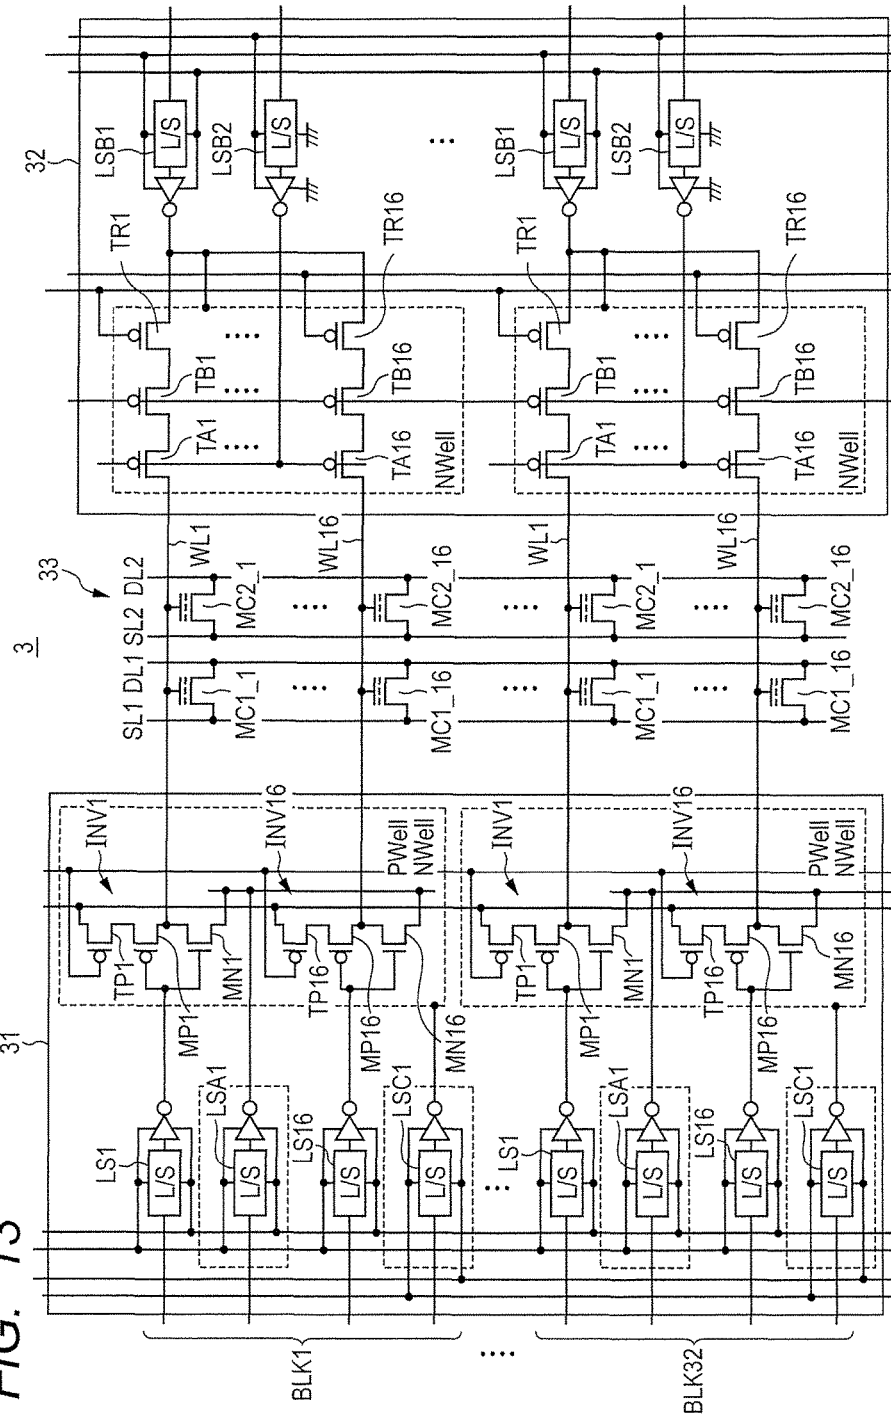 FIG. 13
3
31
32
33
BLK1
....
BLK32
LS1
L/S
LSA1
L/S
LS16
L/S
LSC1
L/S
...
LS1
L/S
LSA1
L/S
LS16
L/S
LSC1
L/S
INV1
TP1
MP1
MN1
INV16
TP16
MP16
MN16
PWell
NWell
INV1
TP1
MP1
MN1
INV16
TP16
MP16
MN16
PWell
NWell
SL1
DL1
SL2
DL2
MC1_1
MC2_1
....
....
MC1_16
MC2_16
....
....
MC1_1
MC2_1
....
....
MC1_16
MC2_16
WL1
WL16
WL1
WL16
TA1
TB1
TR1
....
....
....
TA16
TB16
TR16
NWell
TA1
TB1
TR1
....
....
....
TA16
TB16
TR16
NWell
LSB1
L/S
LSB2
L/S
...
LSB1
L/S
LSB2
L/S